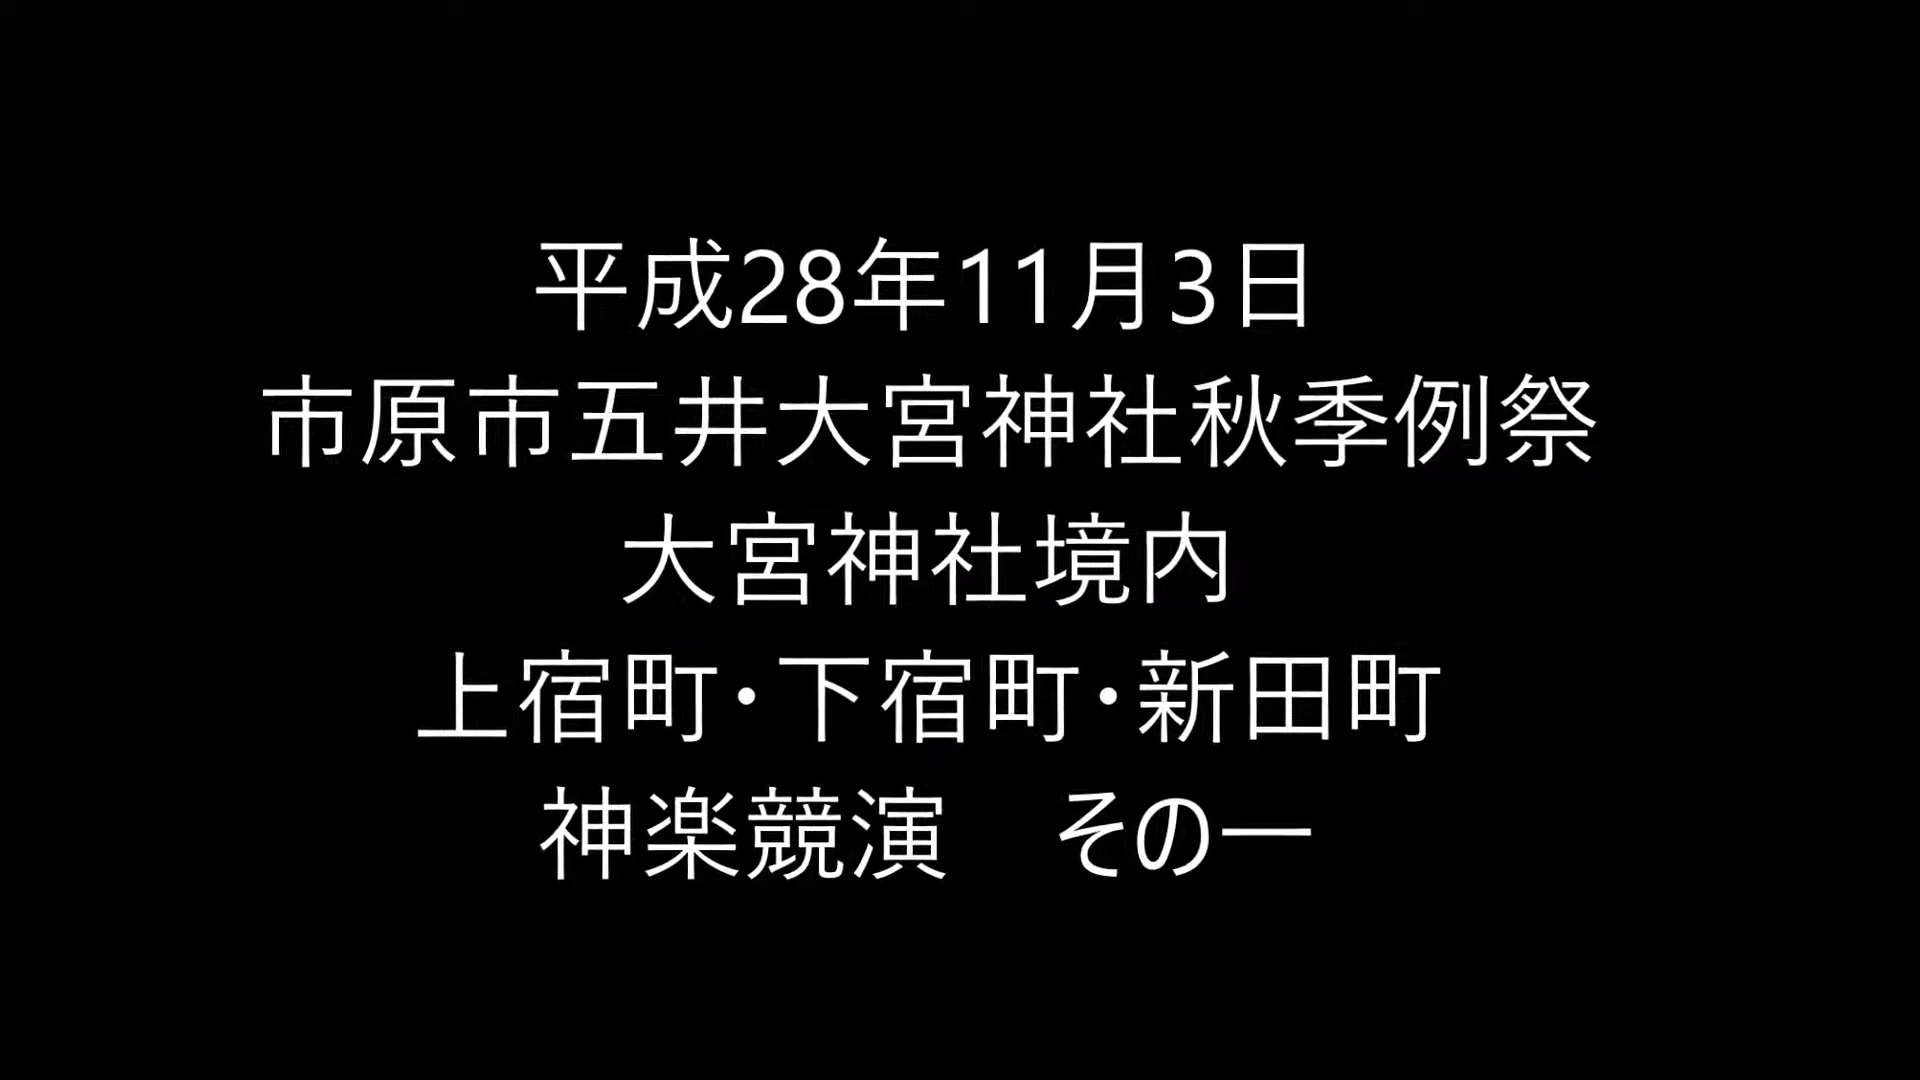 平成28年11月3日
市原市五井大宮神社秋季例祭
大宮神社境内
上宿町・下宿町・新田町
神楽競演　その一